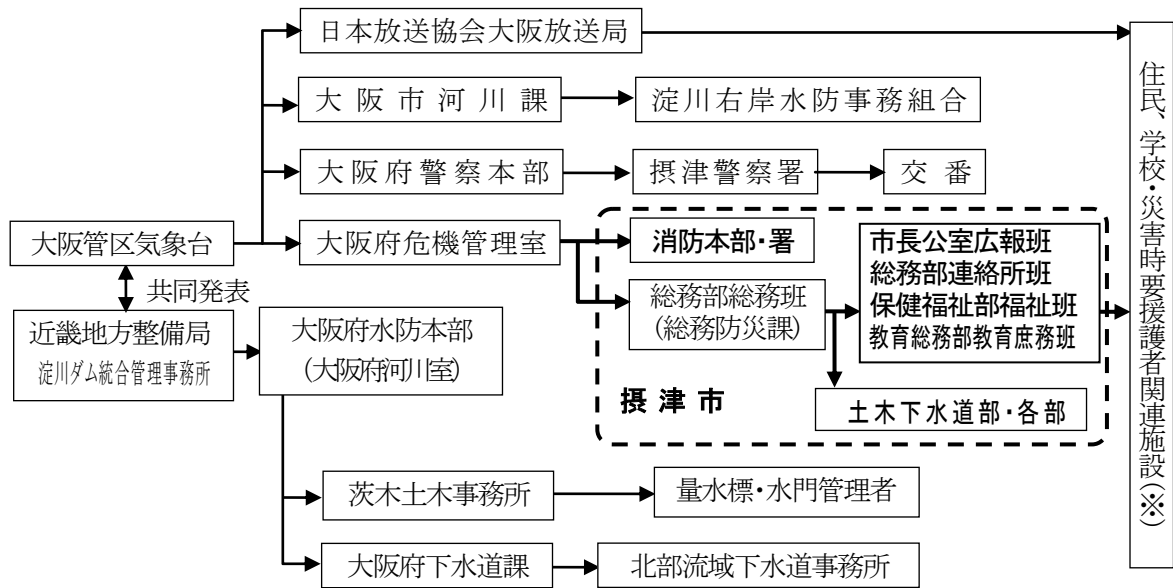 日本放送協会大阪放送局
大阪市河川課
淀川右岸水防事務組合
大阪府警察本部
摂津警察署
交番
大阪管区気象台
大阪府危機管理室
消防本部・署
市長公室広報班
総務部連絡所班
保健福祉部福祉班
教育総務部教育庶務班
総務部総務班
(総務防災課)
共同発表
近畿地方整備局
淀川ダム統合管理事務所
大阪府水防本部
(大阪府河川室)
摂津市
土木下水道部・各部
茨木土木事務所
量水標・水門管理者
大阪府下水道課
北部流域下水道事務所
住民、学校・災害時要援護者関連施設(※)